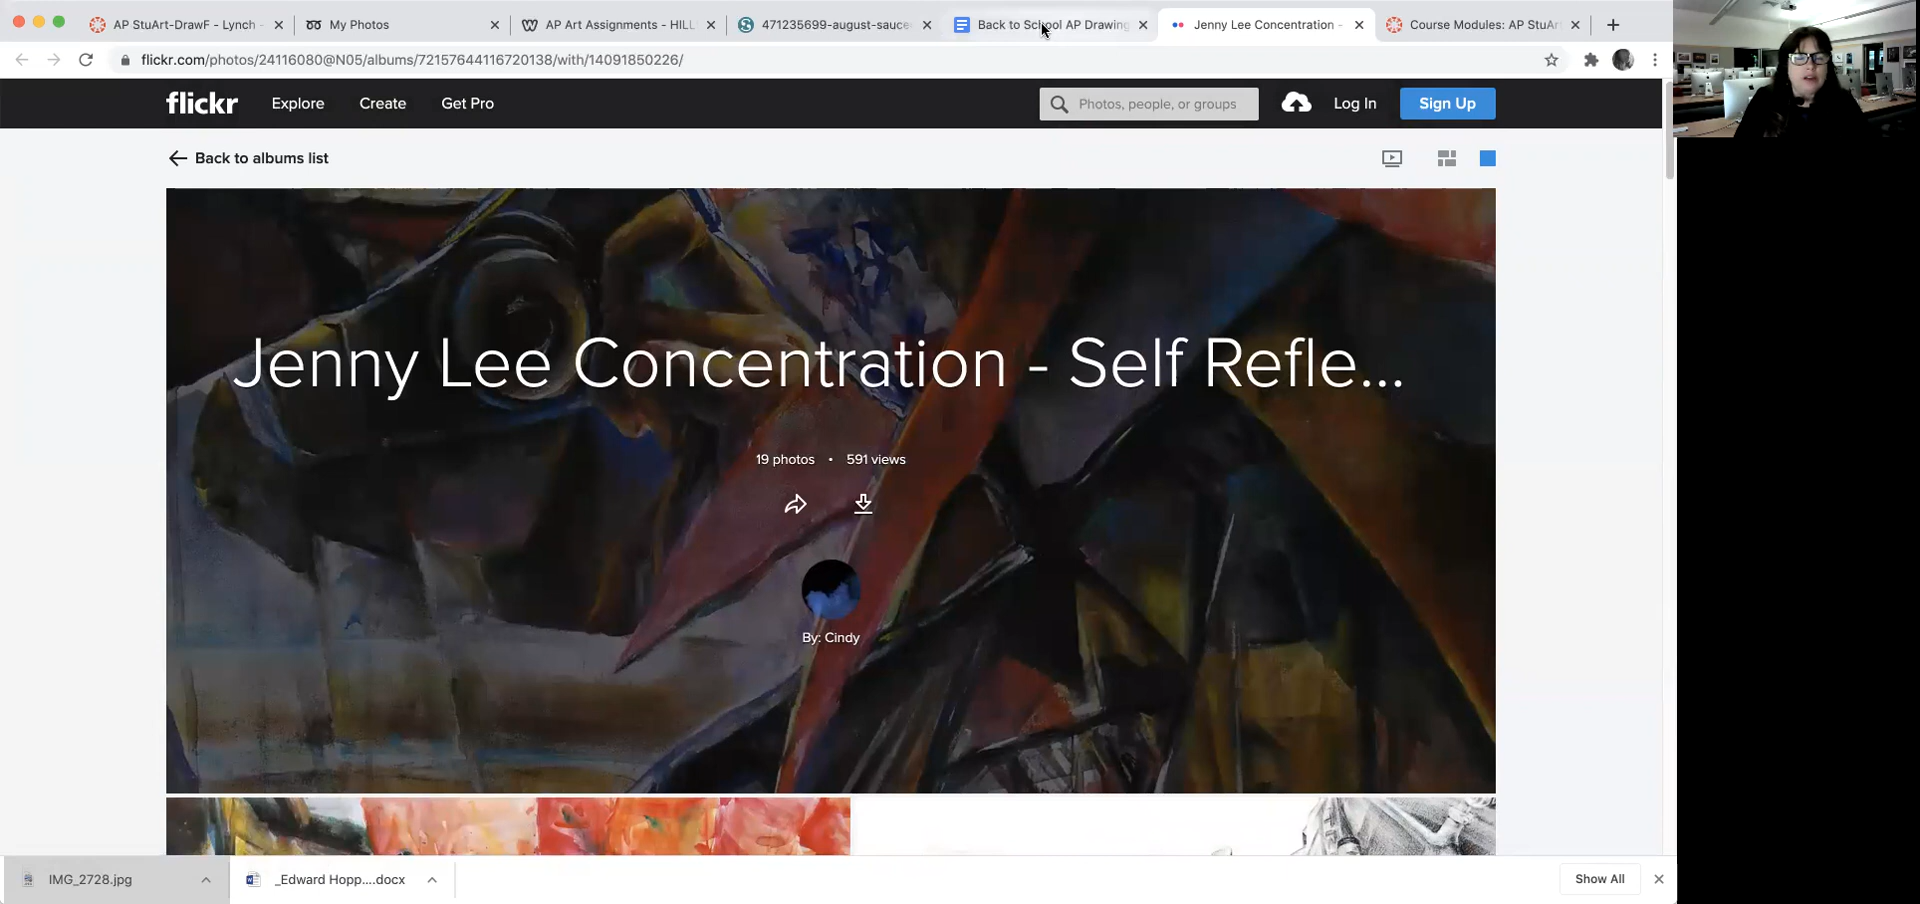 AP StuArt-DrawF - Lynch -
My Photos
AP Art Assignments - HILL
471235699-august-sauce
Back to School AP Drawing
Jenny Lee Concentration -
Course Modules: AP StuAr
flickr.com/photos/24116080@N05/albums/72157644116720138/with/14091850226/
flickr Explore Create Get Pro
Photos, people, or groups
Log In
Sign Up
Back to albums list
Jenny Lee Concentration - Self Refle...
19 photos • 591 views
By: Cindy
IMG_2728.jpg
_Edward Hopp....docx
Show All